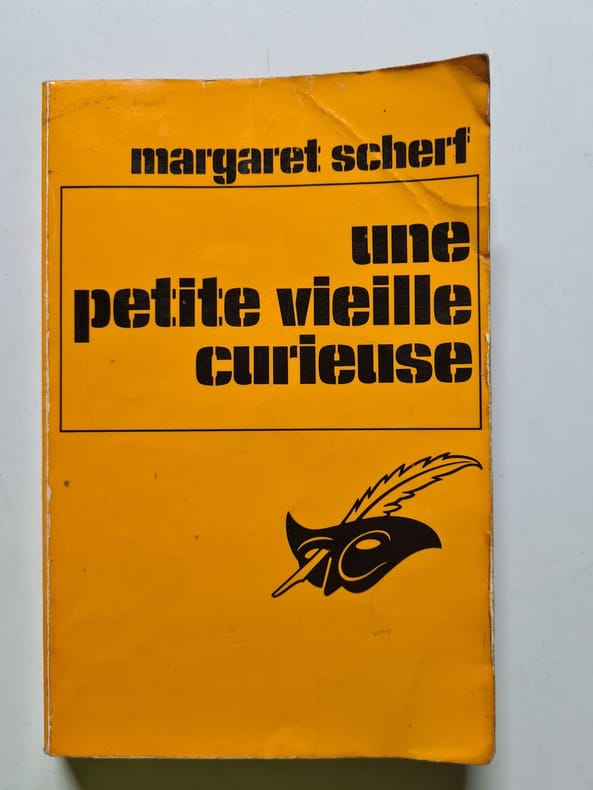 margaret scherf
une
petite vieille
curieuse